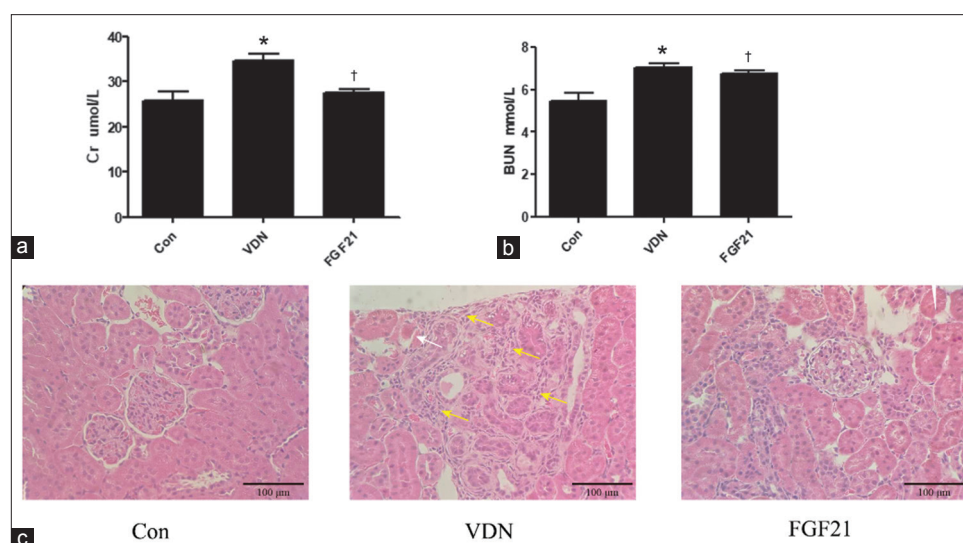 40
30
20
10
0
Cr umol/L
*
†
Con
VDN
FGF21
a
8
6
4
2
0
BUN mmol/L
*
†
Con
VDN
FGF21
b
100 μm
100 μm
100 μm
c
Con
VDN
FGF21